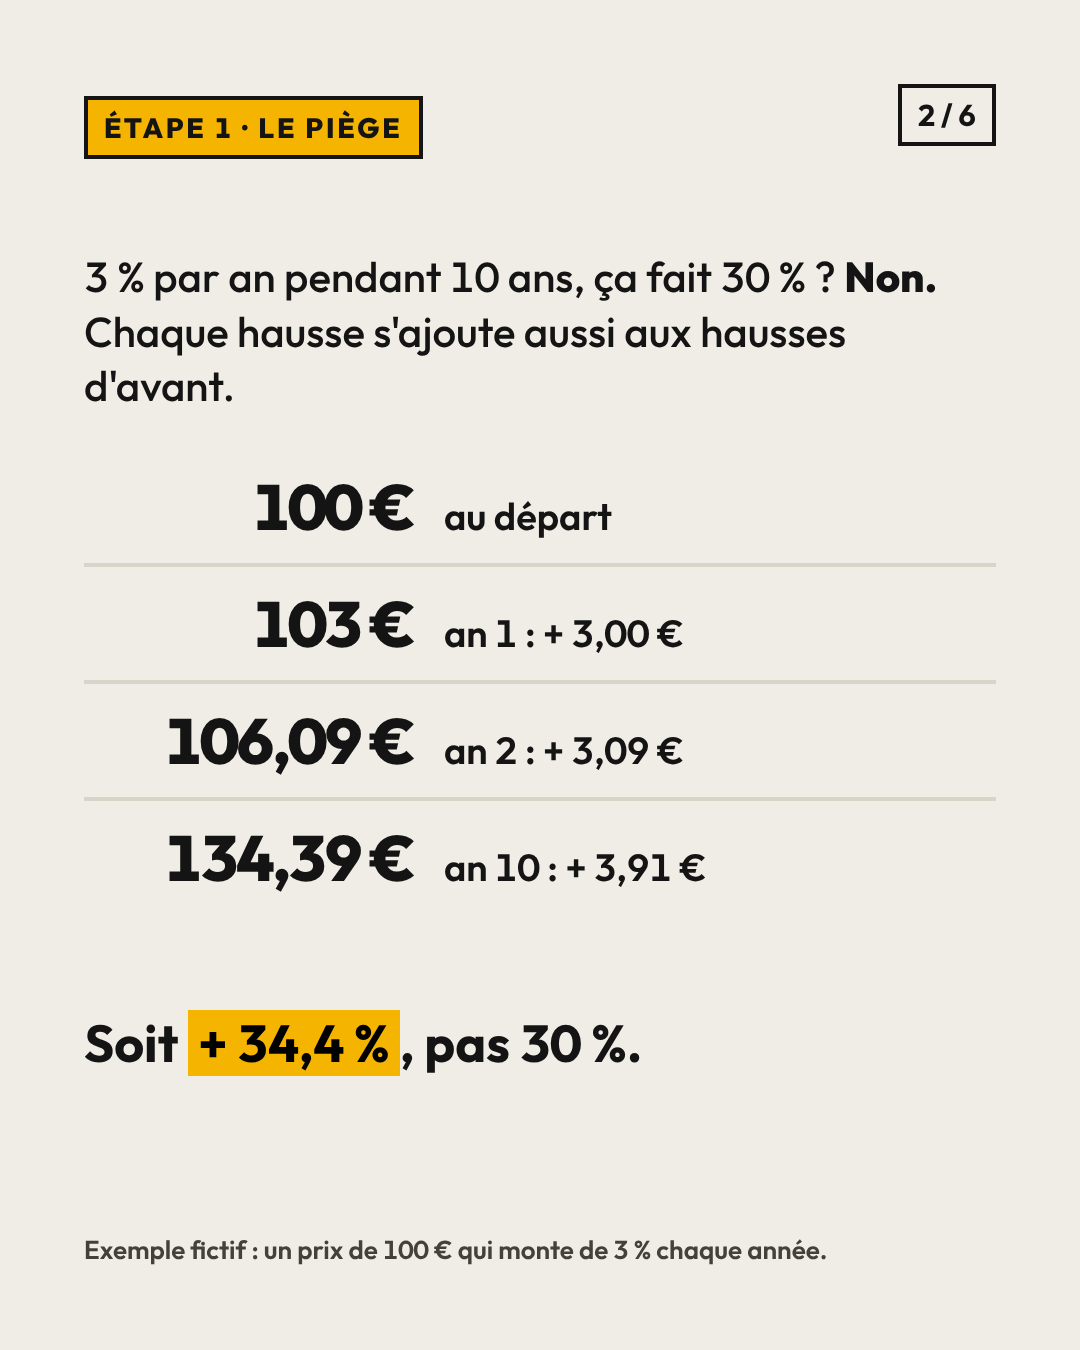 ÉTAPE 1 · LE PIÈGE
2 / 6
3 % par an pendant 10 ans, ça fait 30 % ? Non.
Chaque hausse s'ajoute aussi aux hausses
d'avant.
100 € au départ
103 € an 1 : + 3,00 €
106,09 € an 2 : + 3,09 €
134,39 € an 10 : + 3,91 €
Soit + 34,4 % , pas 30 %.
Exemple fictif : un prix de 100 € qui monte de 3 % chaque année.